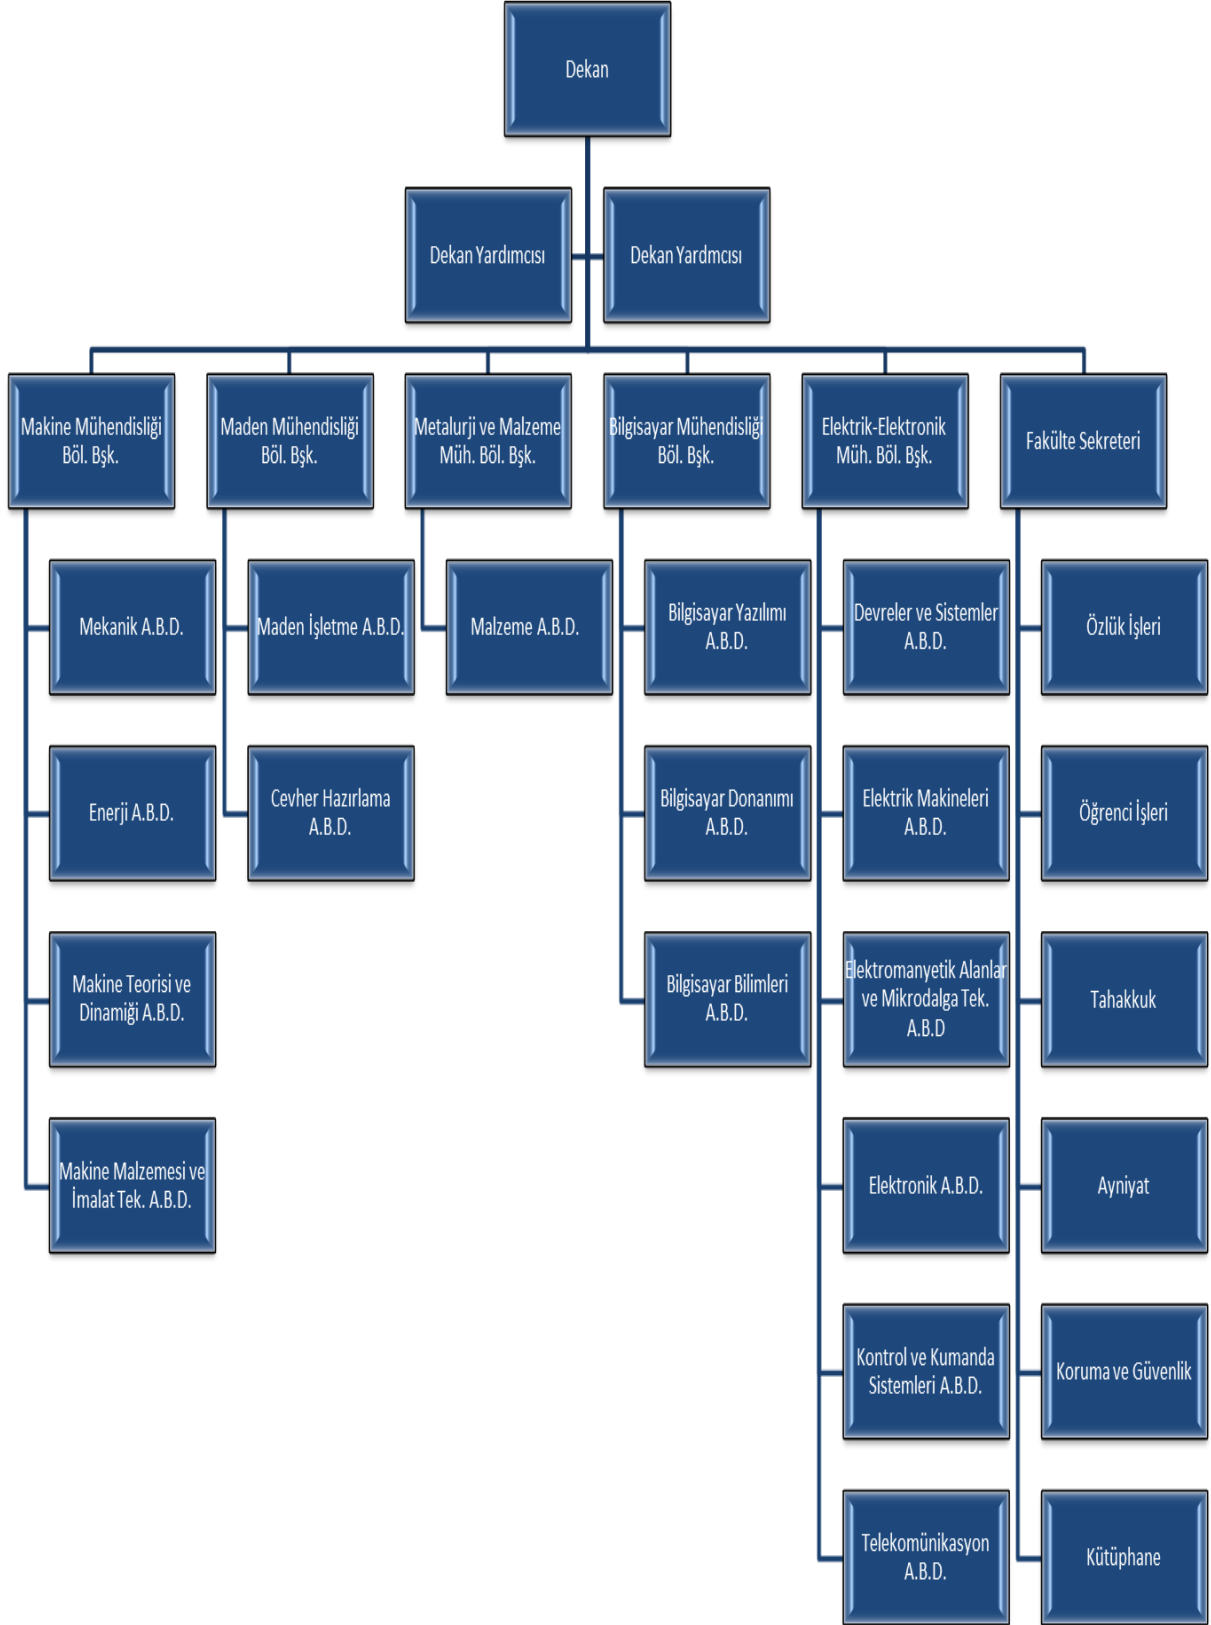 Dekan
Dekan Yardımcısı
Dekan Yardmcısı
Makine Mühendisliği
Böl. Bşk.
Maden Mühendisliği
Böl. Bşk.
Metalurji ve Malzeme
Müh. Böl. Bşk.
Bilgisayar Mühendisliği
Böl. Bşk.
Elektrik-Elektronik
Müh. Böl. Bşk.
Fakülte Sekreteri
Mekanik A.B.D.
Enerji A.B.D.
Makine Teorisi ve
Dinamiği A.B.D.
Makine Malzemesi ve
İmalat Tek. A.B.D.
Maden İşletme A.B.D.
Cevher Hazırlama
A.B.D.
Malzeme A.B.D.
Bilgisayar Yazılımı
A.B.D.
Bilgisayar Donanımı
A.B.D.
Bilgisayar Bilimleri
A.B.D.
Devreler ve Sistemler
A.B.D.
Elektrik Makineleri
A.B.D.
Elektromanyetik Alanlar
ve Mikrodalga Tek.
A.B.D
Elektronik A.B.D.
Kontrol ve Kumanda
Sistemleri A.B.D.
Telekomünikasyon
A.B.D.
Özlük İşleri
Öğrenci İşleri
Tahakkuk
Ayniyat
Koruma ve Güvenlik
Kütüphane